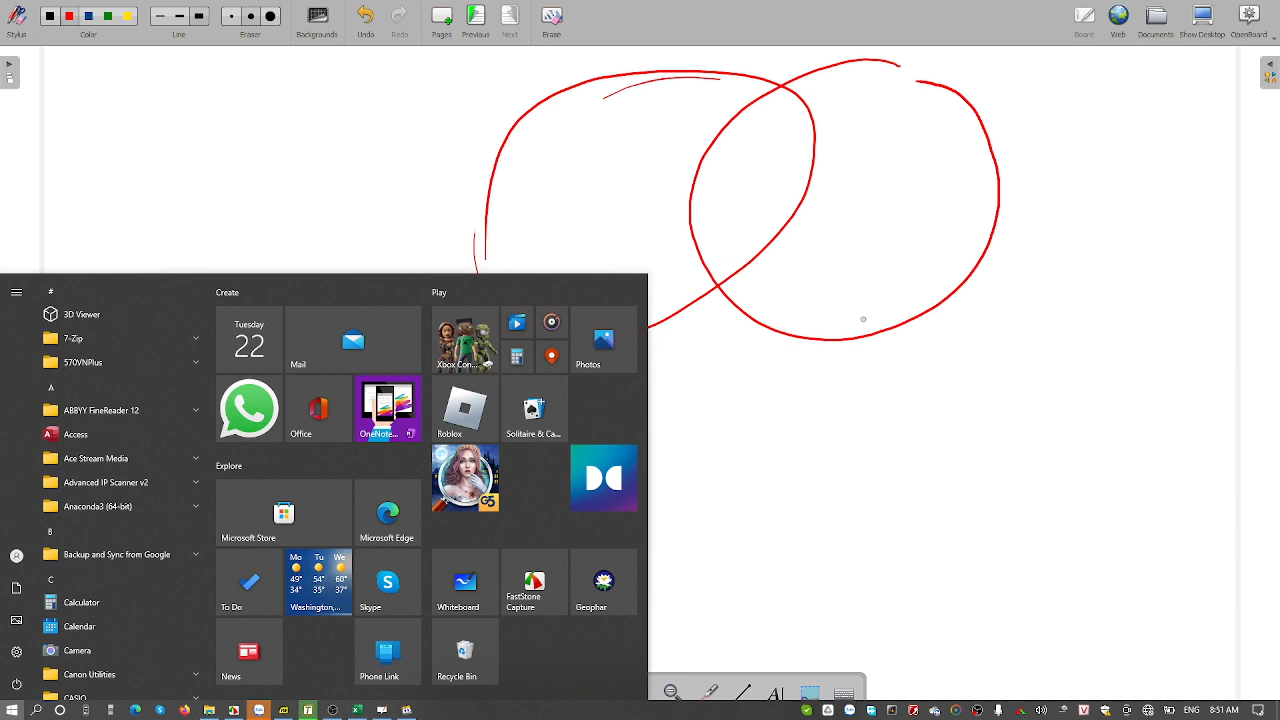 Stylus Color Line Eraser Backgrounds Undo Redo Pages Previous Next Erase Board Web Documents Show Desktop OpenBoard
#
3D Viewer
7-Zip
570VNPlus
A
ABBYY FineReader 12
Access
Ace Stream Media
Advanced IP Scanner v2
Anaconda3 (64-bit)
B
Backup and Sync from Google
C
Calculator
Calendar
Camera
Canon Utilities
CASIO
Create
Tuesday
22
Mail
Office
OneNote...
Explore
Microsoft Store
Microsoft Edge
To Do
Mo Tu We
49° 54° 60°
34° 35° 37°
Washington,...
Skype
News
Phone Link
Play
Xbox Con...
Photos
Roblox
Solitaire & Ca...
G5
Whiteboard
FastStone
Capture
Geophar
Recycle Bin
ENG 8:51 AM